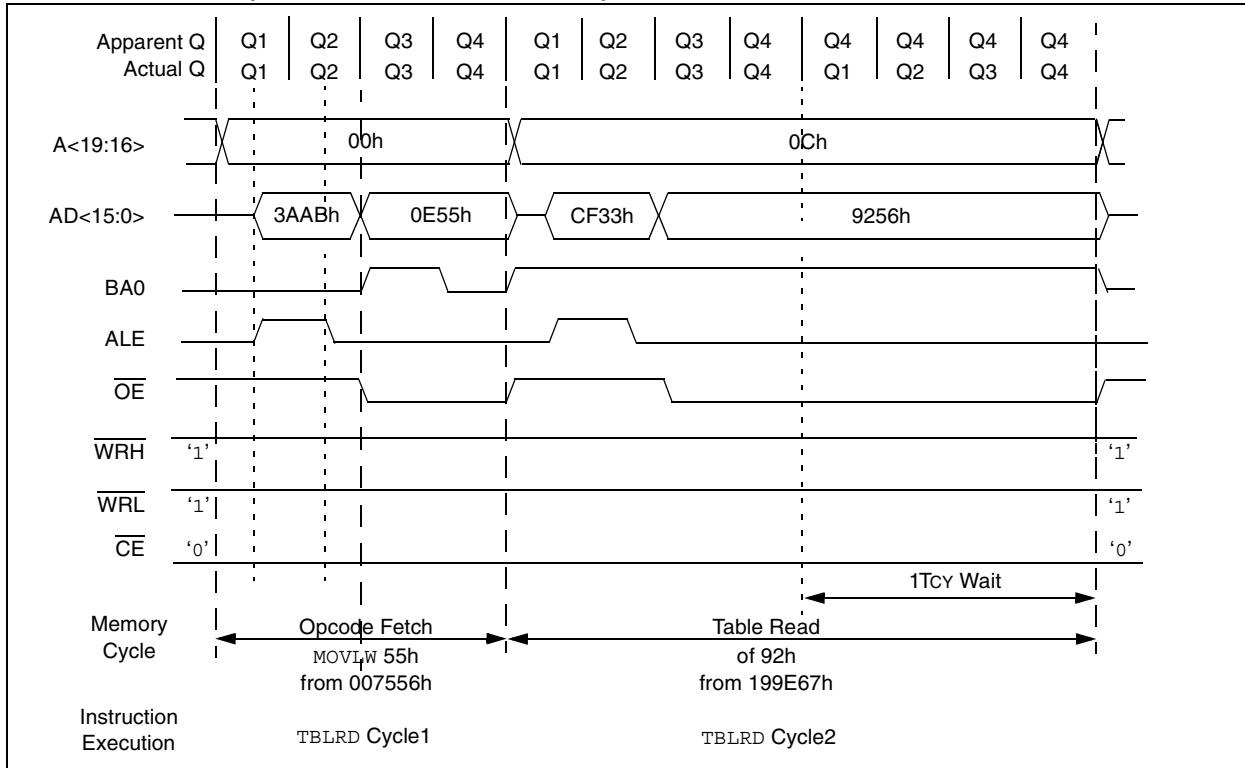 Apparent Q Q1 Q2 Q3 Q4 Q1 Q2 Q3 Q4 Q4 Q4 Q4 Q4
Actual Q Q1 Q2 Q3 Q4 Q1 Q2 Q3 Q4 Q1 Q2 Q3 Q4
A<19:16> 00h 0Ch
AD<15:0> 3AABh 0E55h CF33h 9256h
BA0
ALE
OE
WRH '1' '1'
WRL '1' '1'
CE '0' '0'
1TCY Wait
Memory Cycle
Opcode Fetch
MOVLW 55h
from 007556h
Table Read
of 92h
from 199E67h
Instruction
Execution
TBLRD Cycle1
TBLRD Cycle2